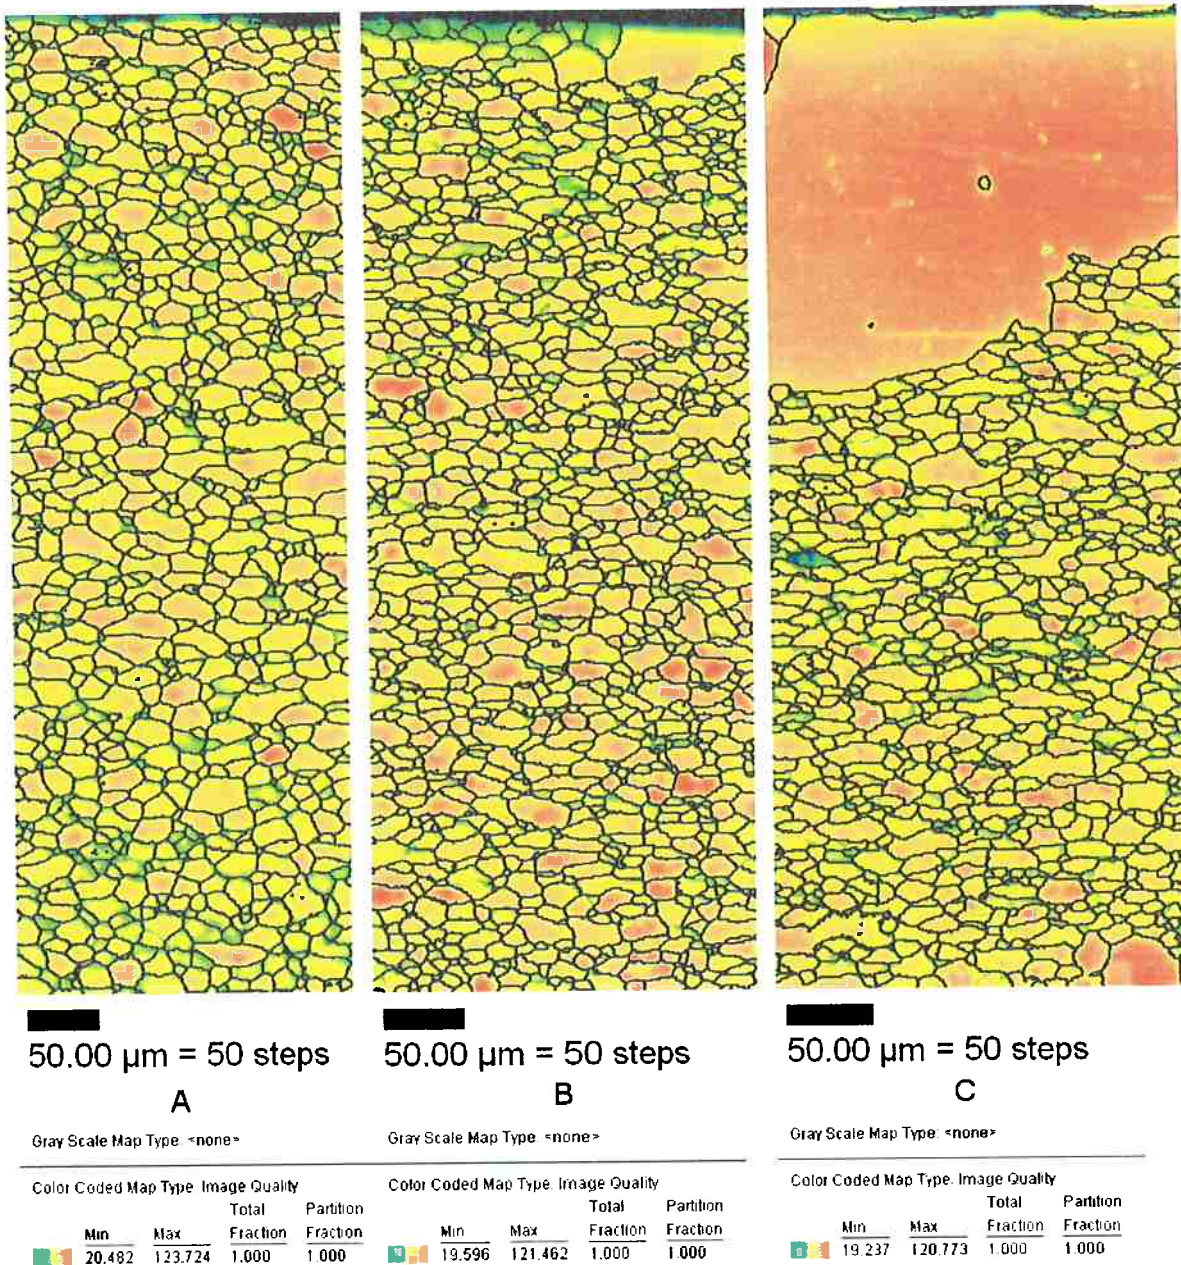 50.00 µm = 50 steps
A
Gray Scale Map Type: <none>
Color Coded Map Type: Image Quality
Total Partition
Min Max Fraction Fraction
20.482 123.724 1.000 1.000
50.00 µm = 50 steps
B
Gray Scale Map Type: <none>
Color Coded Map Type: Image Quality
Total Partition
Min Max Fraction Fraction
19.596 121.462 1.000 1.000
50.00 µm = 50 steps
C
Gray Scale Map Type: <none>
Color Coded Map Type: Image Quality
Total Partition
Min Max Fraction Fraction
19.237 120.773 1.000 1.000